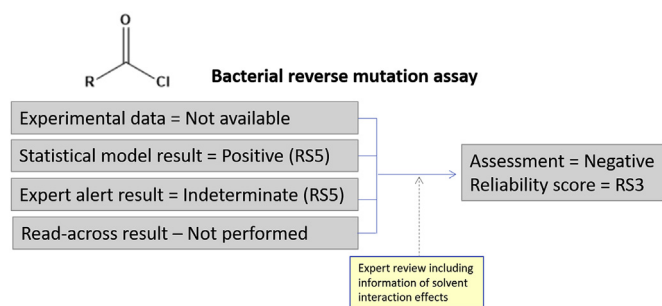 O
R
Cl
Bacterial reverse mutation assay
Experimental data = Not available
Statistical model result = Positive (RS5)
Expert alert result = Indeterminate (RS5)
Read-across result – Not performed
Assessment = Negative
Reliability score = RS3
Expert review including
information of solvent
interaction effects